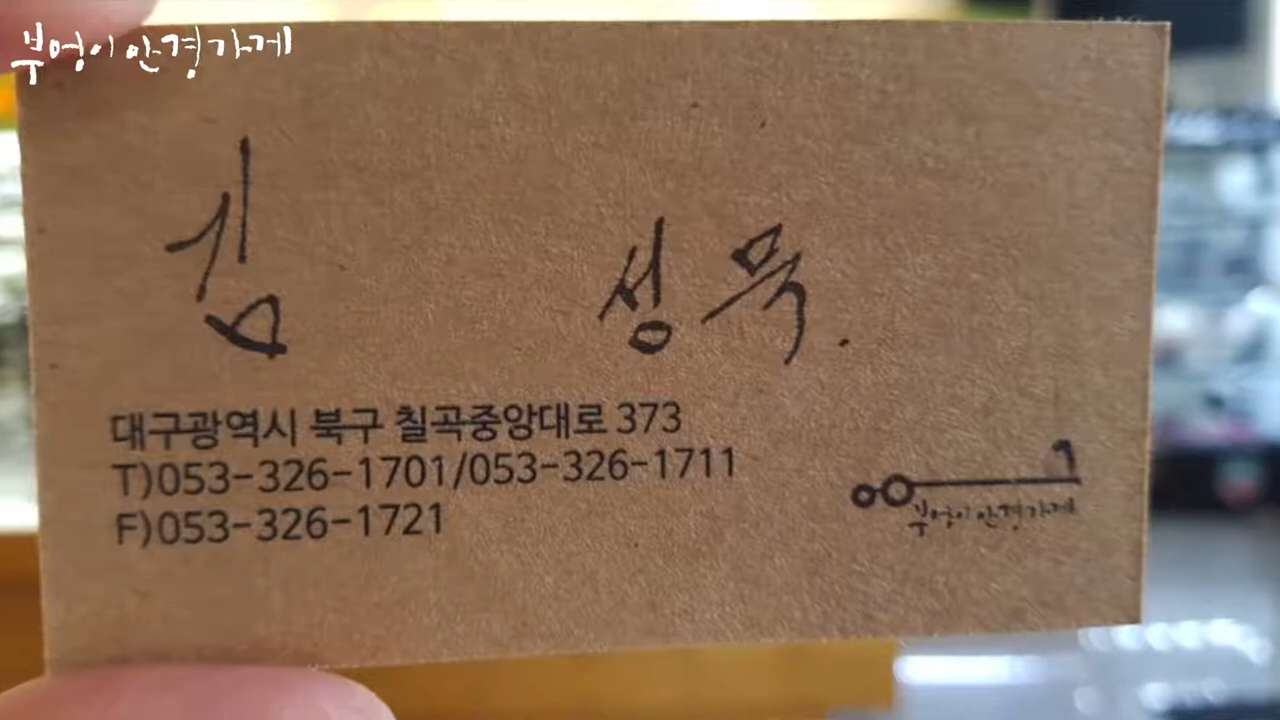 부엉이안경가게
김 성묵.
대구광역시 북구 칠곡중앙대로 373
T)053-326-1701/053-326-1711
F)053-326-1721
부엉이안경가게